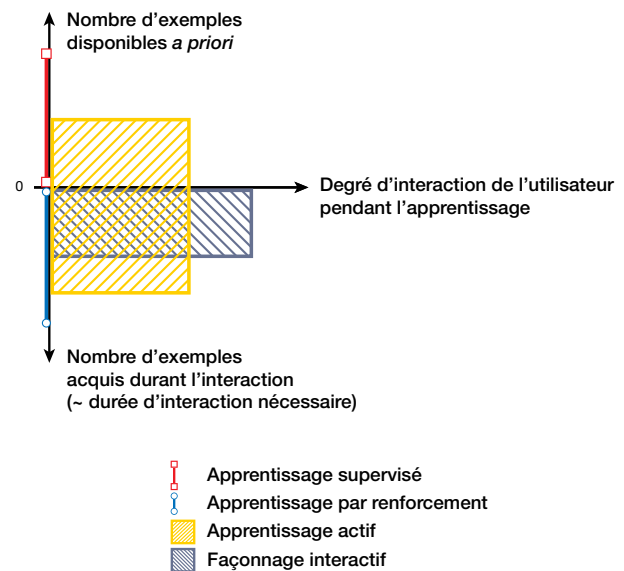 Nombre d’exemples
disponibles a priori
0
Degré d’interaction de l’utilisateur
pendant l’apprentissage
Nombre d’exemples
acquis durant l’interaction
(~ durée d’interaction nécessaire)
Apprentissage supervisé
Apprentissage par renforcement
Apprentissage actif
Façonnage interactif